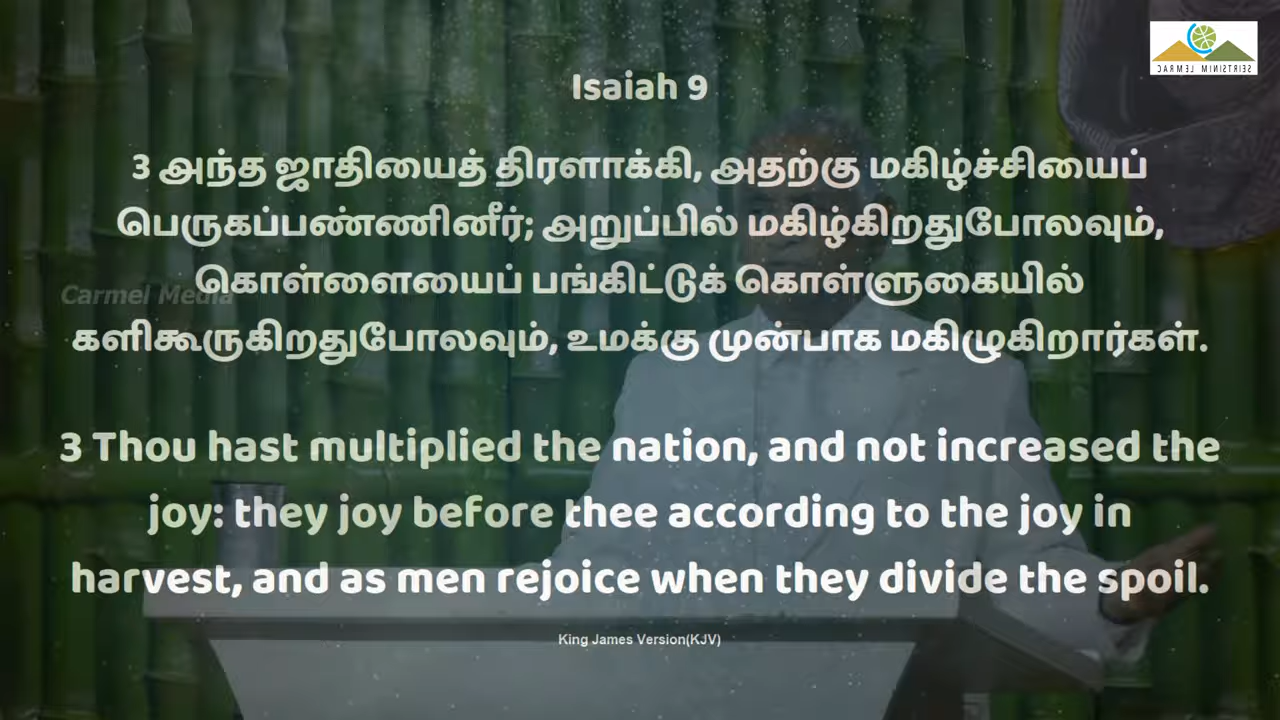 CARMEL MINISTRIES
Isaiah 9
3 அந்த ஜாதியைத் திரளாக்கி, அதற்கு மகிழ்ச்சியைப்
பெருகப்பண்ணினீர்; அறுப்பில் மகிழ்கிறதுபோலவும்,
கொள்ளையைப் பங்கிட்டுக் கொள்ளுகையில்
Carmel Media
களிகூருகிறதுபோலவும், உமக்கு முன்பாக மகிழுகிறார்கள்.
3 Thou hast multiplied the nation, and not increased the
joy: they joy before thee according to the joy in
harvest, and as men rejoice when they divide the spoil.
King James Version(KJV)